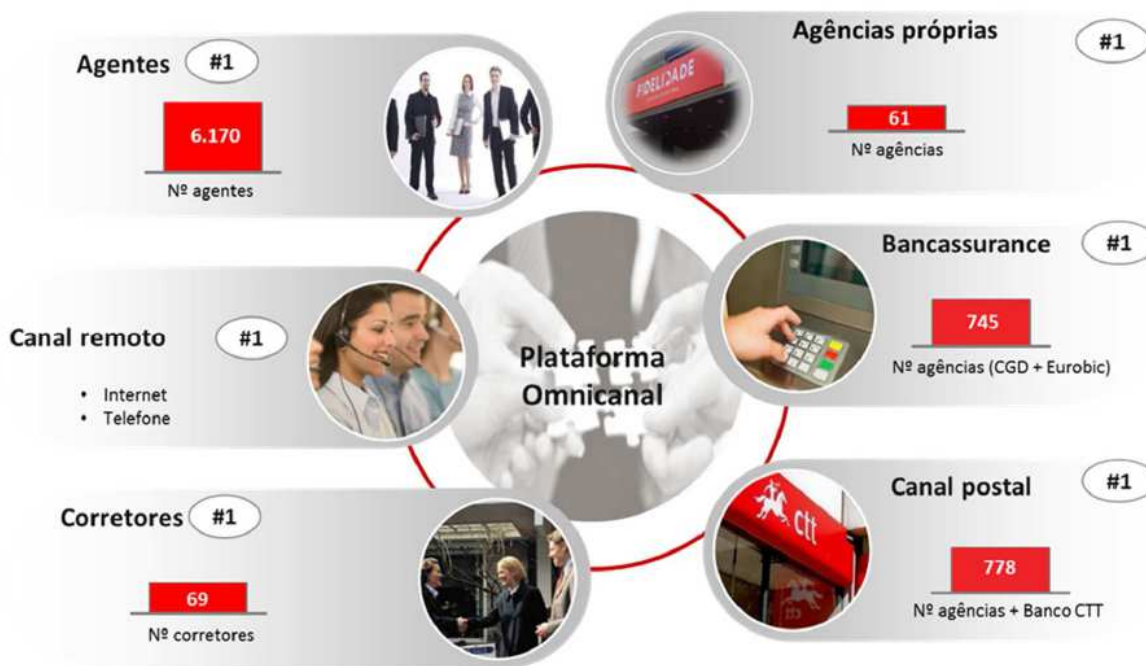 Agentes
#1
6.170
Nº agentes
Agências próprias
#1
FIDELIDADE
61
Nº agências
Canal remoto
#1
• Internet
• Telefone
Plataforma
Omnicanal
Bancassurance
#1
745
Nº agências (CGD + Eurobic)
Corretores
#1
69
Nº corretores
Canal postal
#1
ctt
ctt
778
Nº agências + Banco CTT